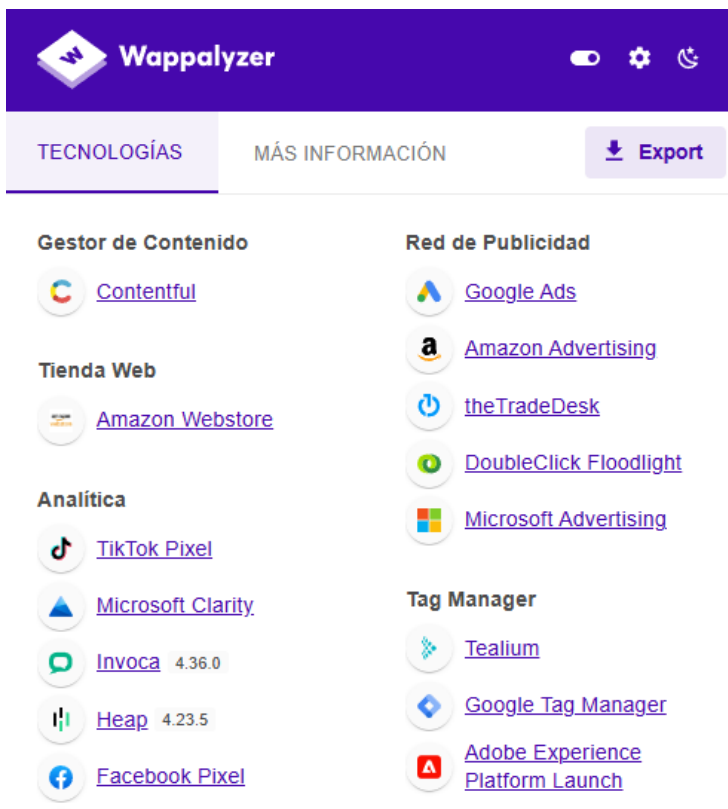 Wappalyzer
TECNOLOGÍAS
MÁS INFORMACIÓN
Export
Gestor de Contenido
Contentful
Tienda Web
Amazon Webstore
Analítica
TikTok Pixel
Microsoft Clarity
Invoca 4.36.0
Heap 4.23.5
Facebook Pixel
Red de Publicidad
Google Ads
Amazon Advertising
theTradeDesk
DoubleClick Floodlight
Microsoft Advertising
Tag Manager
Tealium
Google Tag Manager
Adobe Experience
Platform Launch